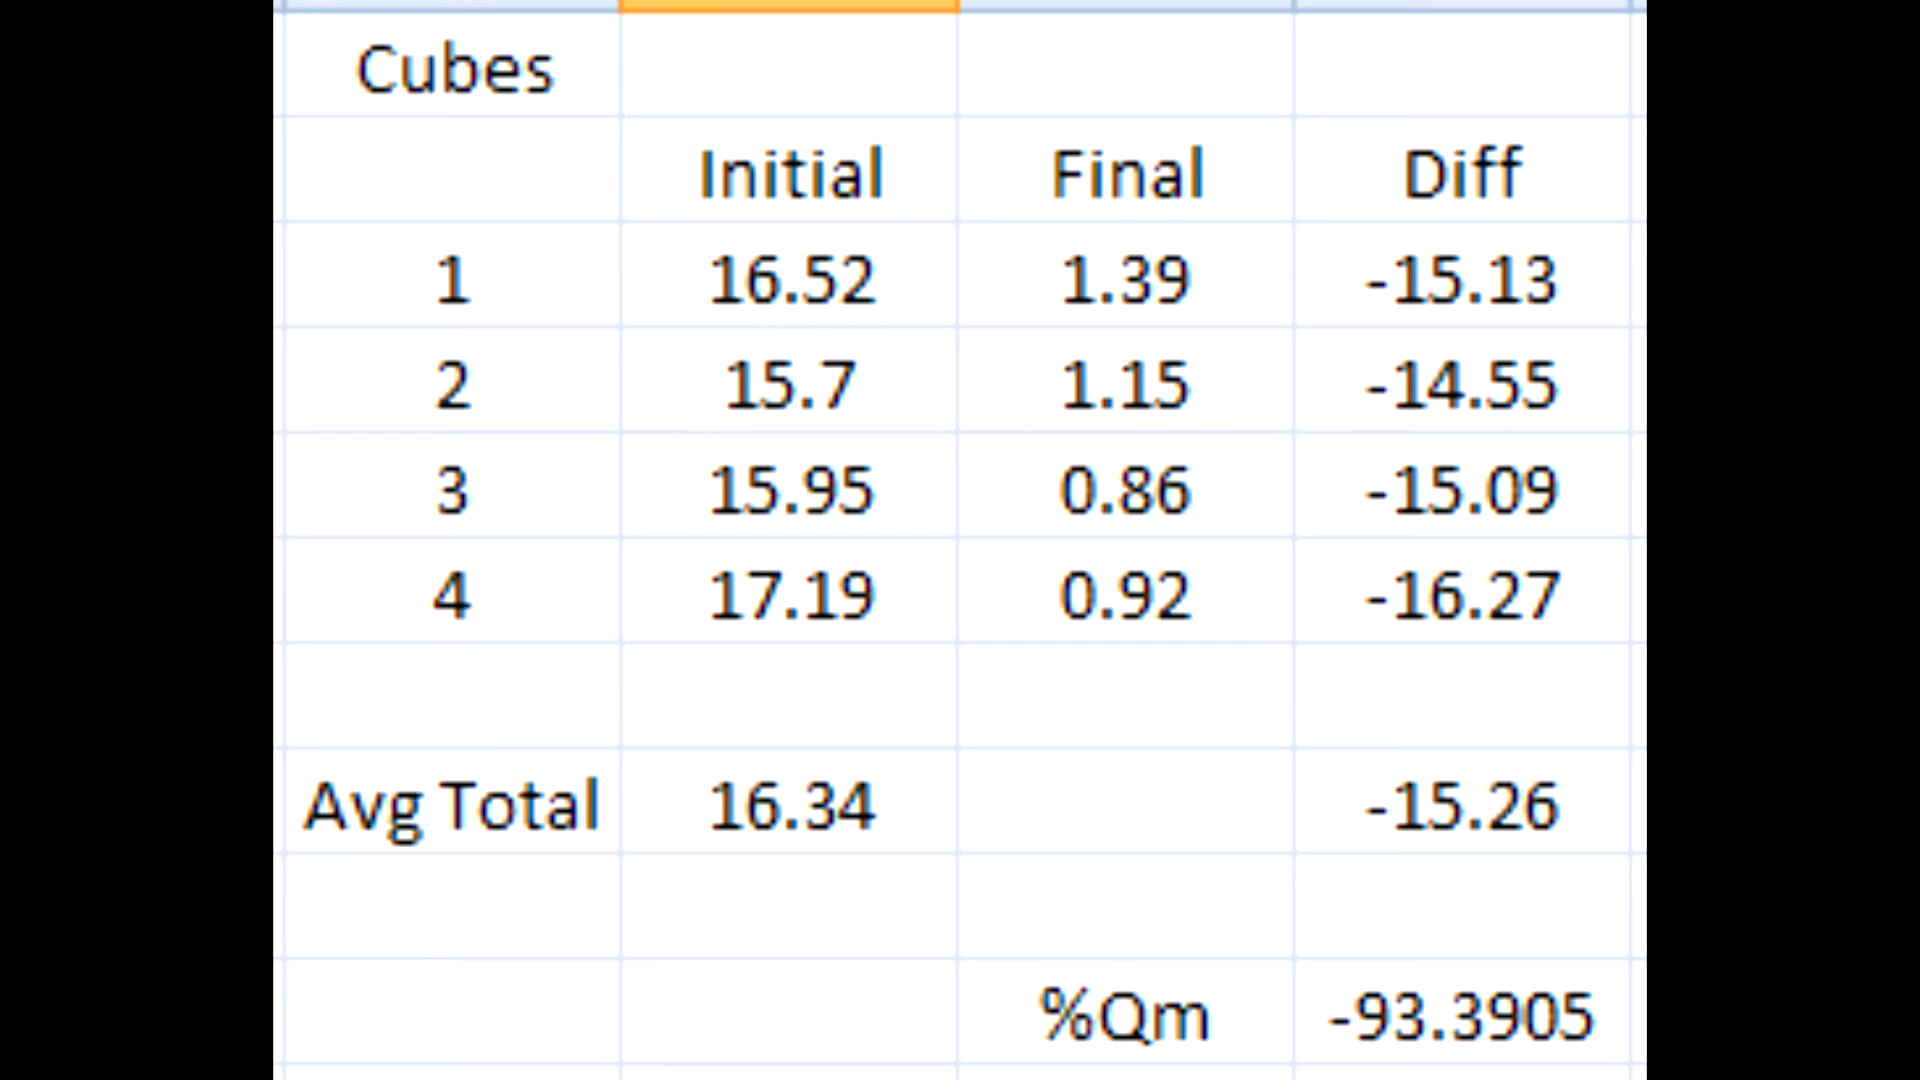 Cubes
Initial Final Diff
1 16.52 1.39 -15.13
2 15.7 1.15 -14.55
3 15.95 0.86 -15.09
4 17.19 0.92 -16.27
Avg Total 16.34 -15.26
%Qm -93.3905